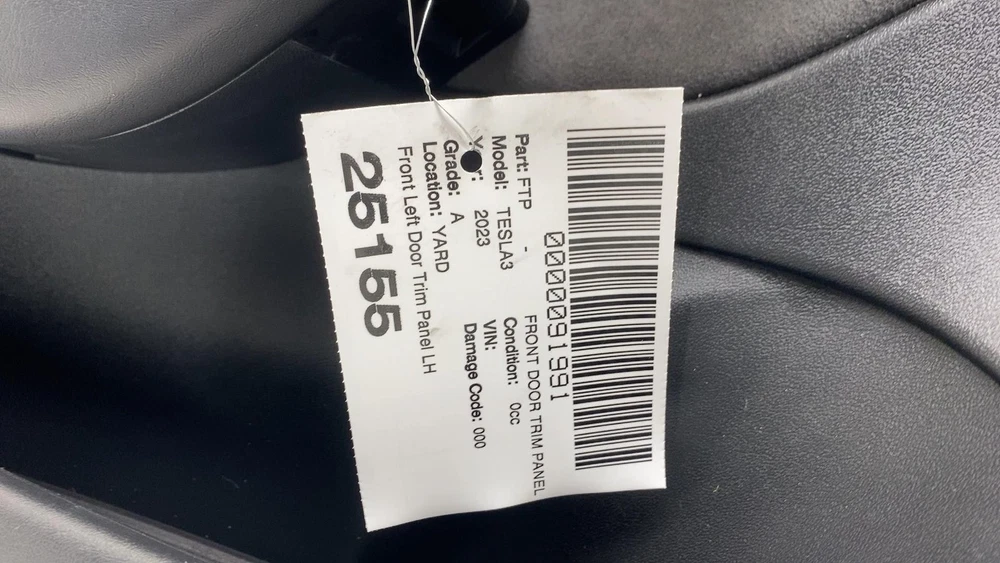 0000091991
Part: FTP - FRONT DOOR TRIM PANEL
Model: TESLA3 Condition: 0cc
Year: 2023 VIN:
Grade: A Damage Code: 000
Location: YARD
Front Left Door Trim Panel LH
25155